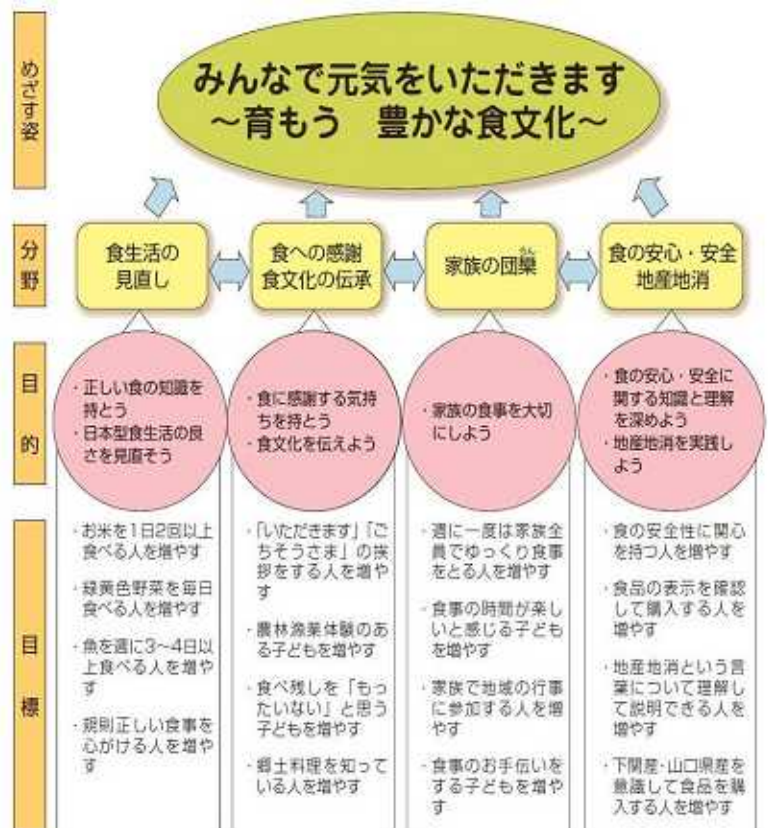 めざす姿
みんなで元気をいただきます
～育もう 豊かな食文化～
分野
食生活の
見直し
食への感謝
食文化の伝承
家族の団欒
らん
食の安心・安全
地産地消
目的
・正しい食の知識を
持とう
・日本型食生活の良
さを見直そう
・食に感謝する気持
ちを持とう
・食文化を伝えよう
・家族の食事を大切
にしよう
・食の安心・安全に
関する知識と理解
を深めよう
・地産地消を実践し
よう
目標
・お米を1日2回以上
食べる人を増やす
・緑黄色野菜を毎日
食べる人を増やす
・魚を週に3～4日以
上食べる人を増や
す
・規則正しい食事を
心がける人を増や
す
・「いただきます」「ご
ちそうさま」の挨
拶をする人を増や
す
・農林漁業体験のあ
る子どもを増やす
・食べ残しを「もっ
たいない」と思う
子どもを増やす
・郷土料理を知って
いる人を増やす
・週に一度は家族全
員でゆっくり食事
をとる人を増やす
・食事の時間が楽し
いと感じる子ども
を増やす
・家族で地域の行事
に参加する人を増
やす
・食事のお手伝いを
する子どもを増や
す
・食の安全性に関心
を持つ人を増やす
・食品の表示を確認
して購入する人を
増やす
・地産地消という言
葉について理解し
て説明できる人を
増やす
・下関産・山口県産を
意識して食品を購
入する人を増やす